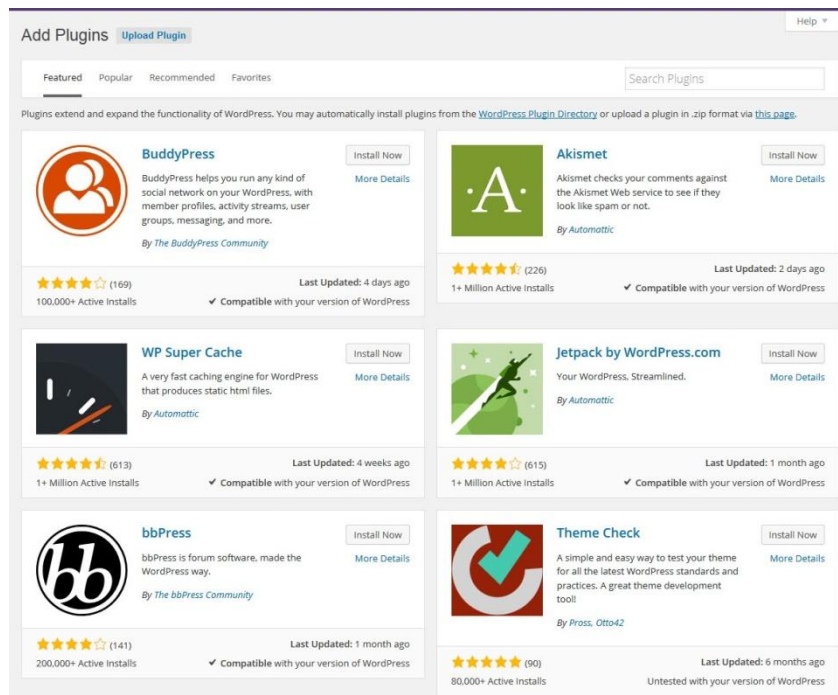 Help
Add Plugins Upload Plugin
Featured Popular Recommended Favorites Search Plugins
Plugins extend and expand the functionality of WordPress. You may automatically install plugins from the WordPress Plugin Directory or upload a plugin in .zip format via this page.
BuddyPress
Install Now
BuddyPress helps you run any kind of
More Details
social network on your WordPress, with
member profiles, activity streams, user
groups, messaging, and more.
By The BuddyPress Community
(169) Last Updated: 4 days ago
100,000+ Active Installs ✔ Compatible with your version of WordPress
·A·
Akismet
Install Now
Akismet checks your comments against
More Details
the Akismet Web service to see if they
look like spam or not.
By Automattic
(226) Last Updated: 2 days ago
1+ Million Active Installs ✔ Compatible with your version of WordPress
WP Super Cache
Install Now
A very fast caching engine for WordPress
More Details
that produces static html files.
By Automattic
(613) Last Updated: 4 weeks ago
1+ Million Active Installs ✔ Compatible with your version of WordPress
Jetpack by WordPress.com
Install Now
Your WordPress, Streamlined.
More Details
By Automattic
(615) Last Updated: 1 month ago
1+ Million Active Installs ✔ Compatible with your version of WordPress
bb
bbPress
Install Now
bbPress is forum software, made the
More Details
WordPress way.
By The bbPress Community
(141) Last Updated: 1 month ago
200,000+ Active Installs ✔ Compatible with your version of WordPress
Theme Check
Install Now
A simple and easy way to test your theme
More Details
for all the latest WordPress standards and
practices. A great theme development
tool!
By Pross, Otto42
(90) Last Updated: 6 months ago
80,000+ Active Installs Untested with your version of WordPress